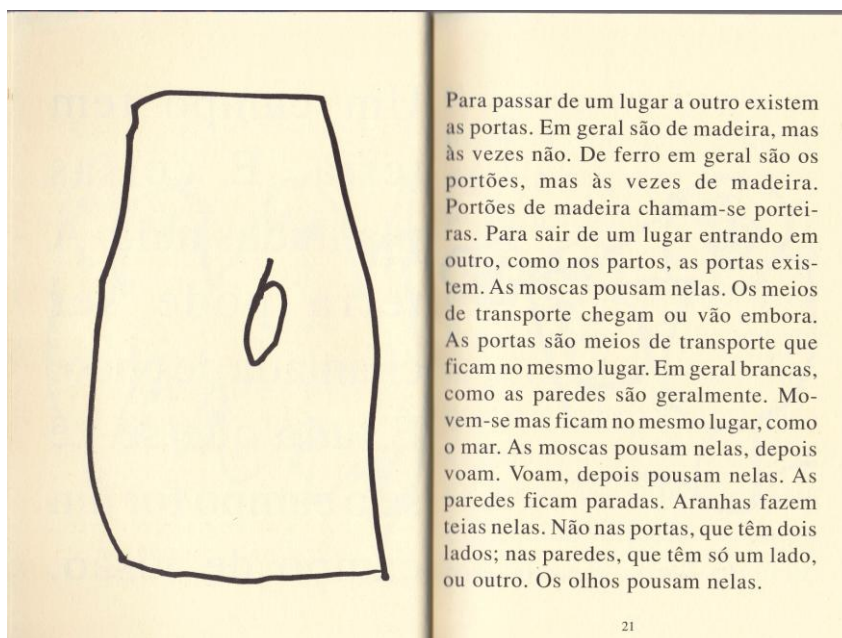 Para passar de um lugar a outro existem
as portas. Em geral são de madeira, mas
às vezes não. De ferro em geral são os
portões, mas às vezes de madeira.
Portões de madeira chamam-se portei-
ras. Para sair de um lugar entrando em
outro, como nos partos, as portas exis-
tem. As moscas pousam nelas. Os meios
de transporte chegam ou vão embora.
As portas são meios de transporte que
ficam no mesmo lugar. Em geral brancas,
como as paredes são geralmente. Mo-
vem-se mas ficam no mesmo lugar, como
o mar. As moscas pousam nelas, depois
voam. Voam, depois pousam nelas. As
paredes ficam paradas. Aranhas fazem
teias nelas. Não nas portas, que têm dois
lados; nas paredes, que têm só um lado,
ou outro. Os olhos pousam nelas.
21